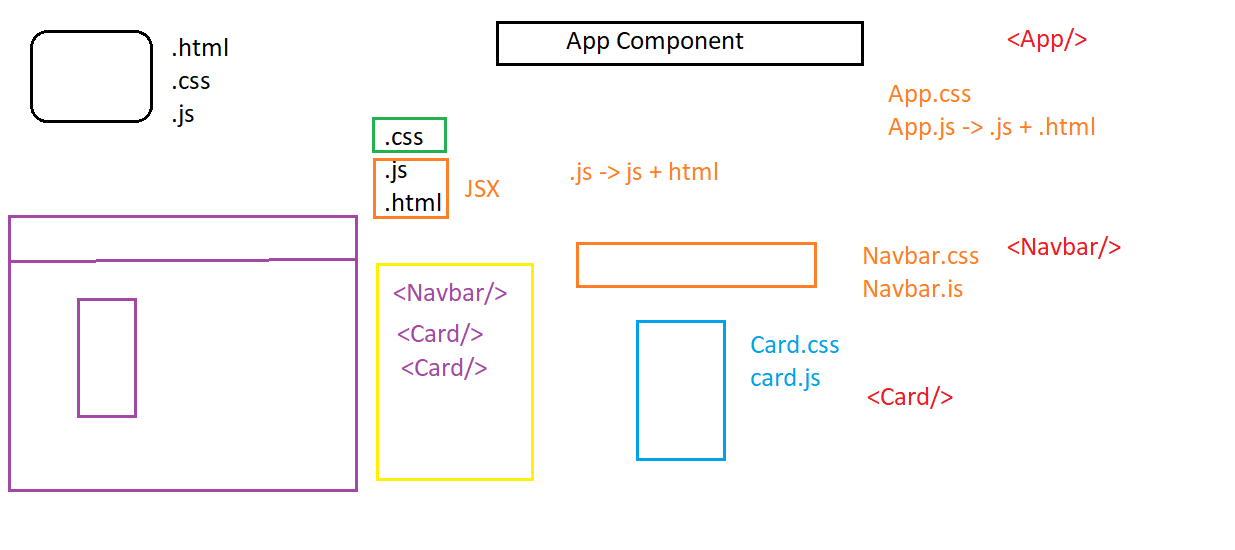 .html
.css
.js
App Component
<App/>
App.css
App.js -> .js + .html
.css
.js
.html
JSX
.js -> js + html
<Navbar/>
<Card/>
<Card/>
Navbar.css
Navbar.is
<Navbar/>
Card.css
card.js
<Card/>